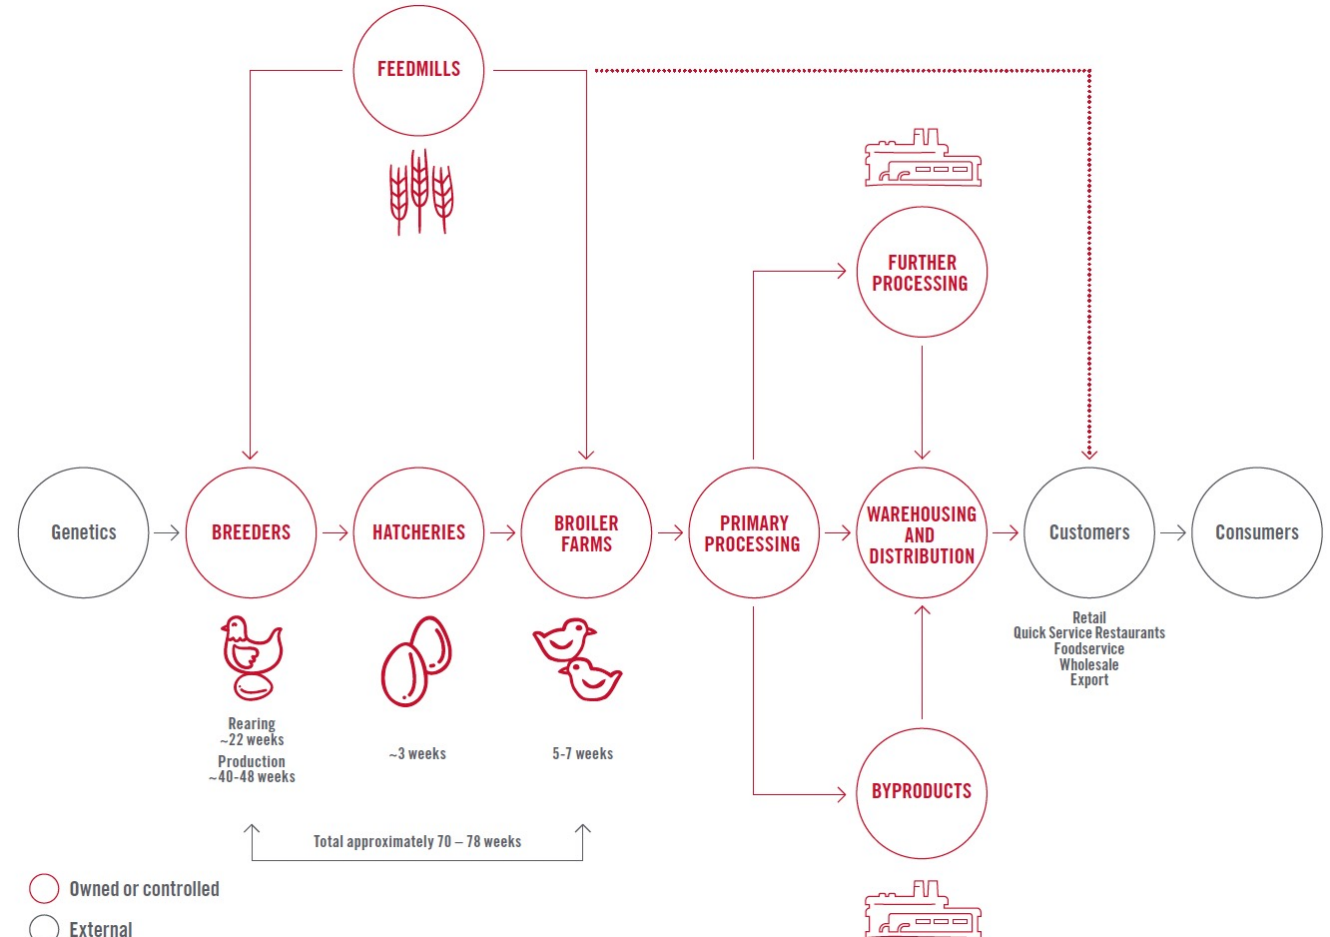 FEEDMILLS
FURTHER
PROCESSING
Genetics
BREEDERS
HATCHERIES
BROILER
FARMS
PRIMARY
PROCESSING
WAREHOUSING
AND
DISTRIBUTION
Customers
Consumers
Retail
Quick Service Restaurants
Foodservice
Wholesale
Export
Rearing
~22 weeks
Production
~40-48 weeks
~3 weeks
5-7 weeks
BYPRODUCTS
Total approximately 70 – 78 weeks
Owned or controlled
External